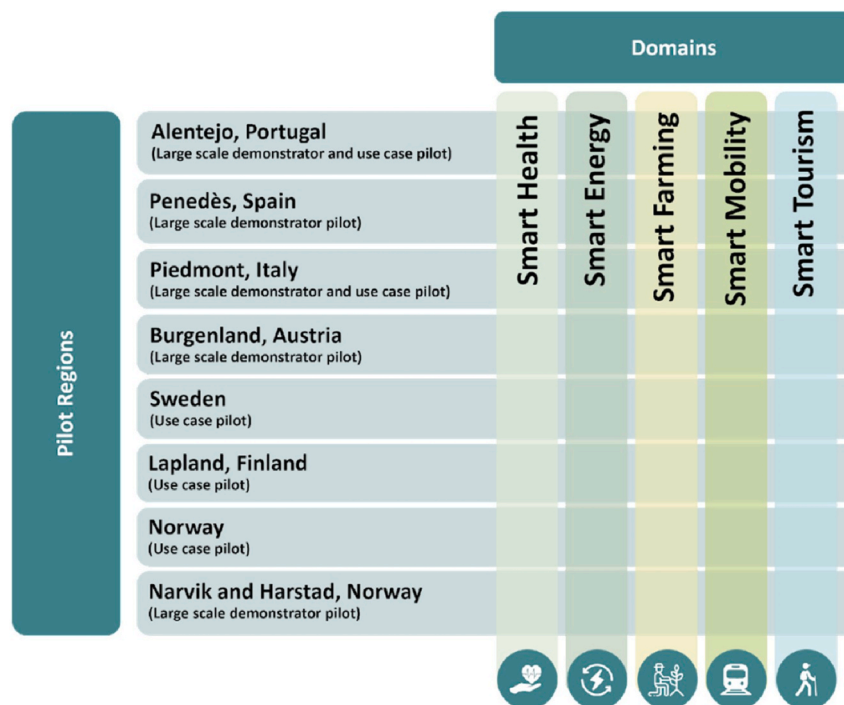 Domains
Smart Health
Smart Energy
Smart Farming
Smart Mobility
Smart Tourism
Pilot Regions
Alentejo, Portugal
(Large scale demonstrator and use case pilot)
Penedès, Spain
(Large scale demonstrator pilot)
Piedmont, Italy
(Large scale demonstrator and use case pilot)
Burgenland, Austria
(Large scale demonstrator pilot)
Sweden
(Use case pilot)
Lapland, Finland
(Use case pilot)
Norway
(Use case pilot)
Narvik and Harstad, Norway
(Large scale demonstrator pilot)